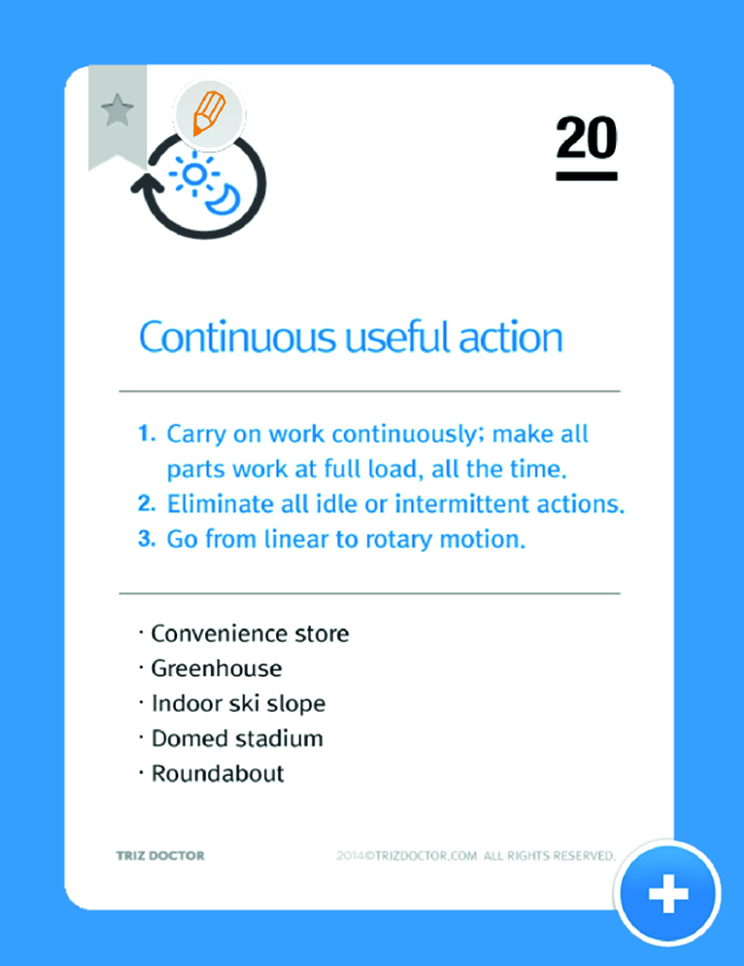 20
Continuous useful action
1. Carry on work continuously; make all
parts work at full load, all the time.
2. Eliminate all idle or intermittent actions.
3. Go from linear to rotary motion.
· Convenience store
· Greenhouse
· Indoor ski slope
· Domed stadium
· Roundabout
TRIZ DOCTOR
2014©TRIZDOCTOR.COM ALL RIGHTS RESERVED.